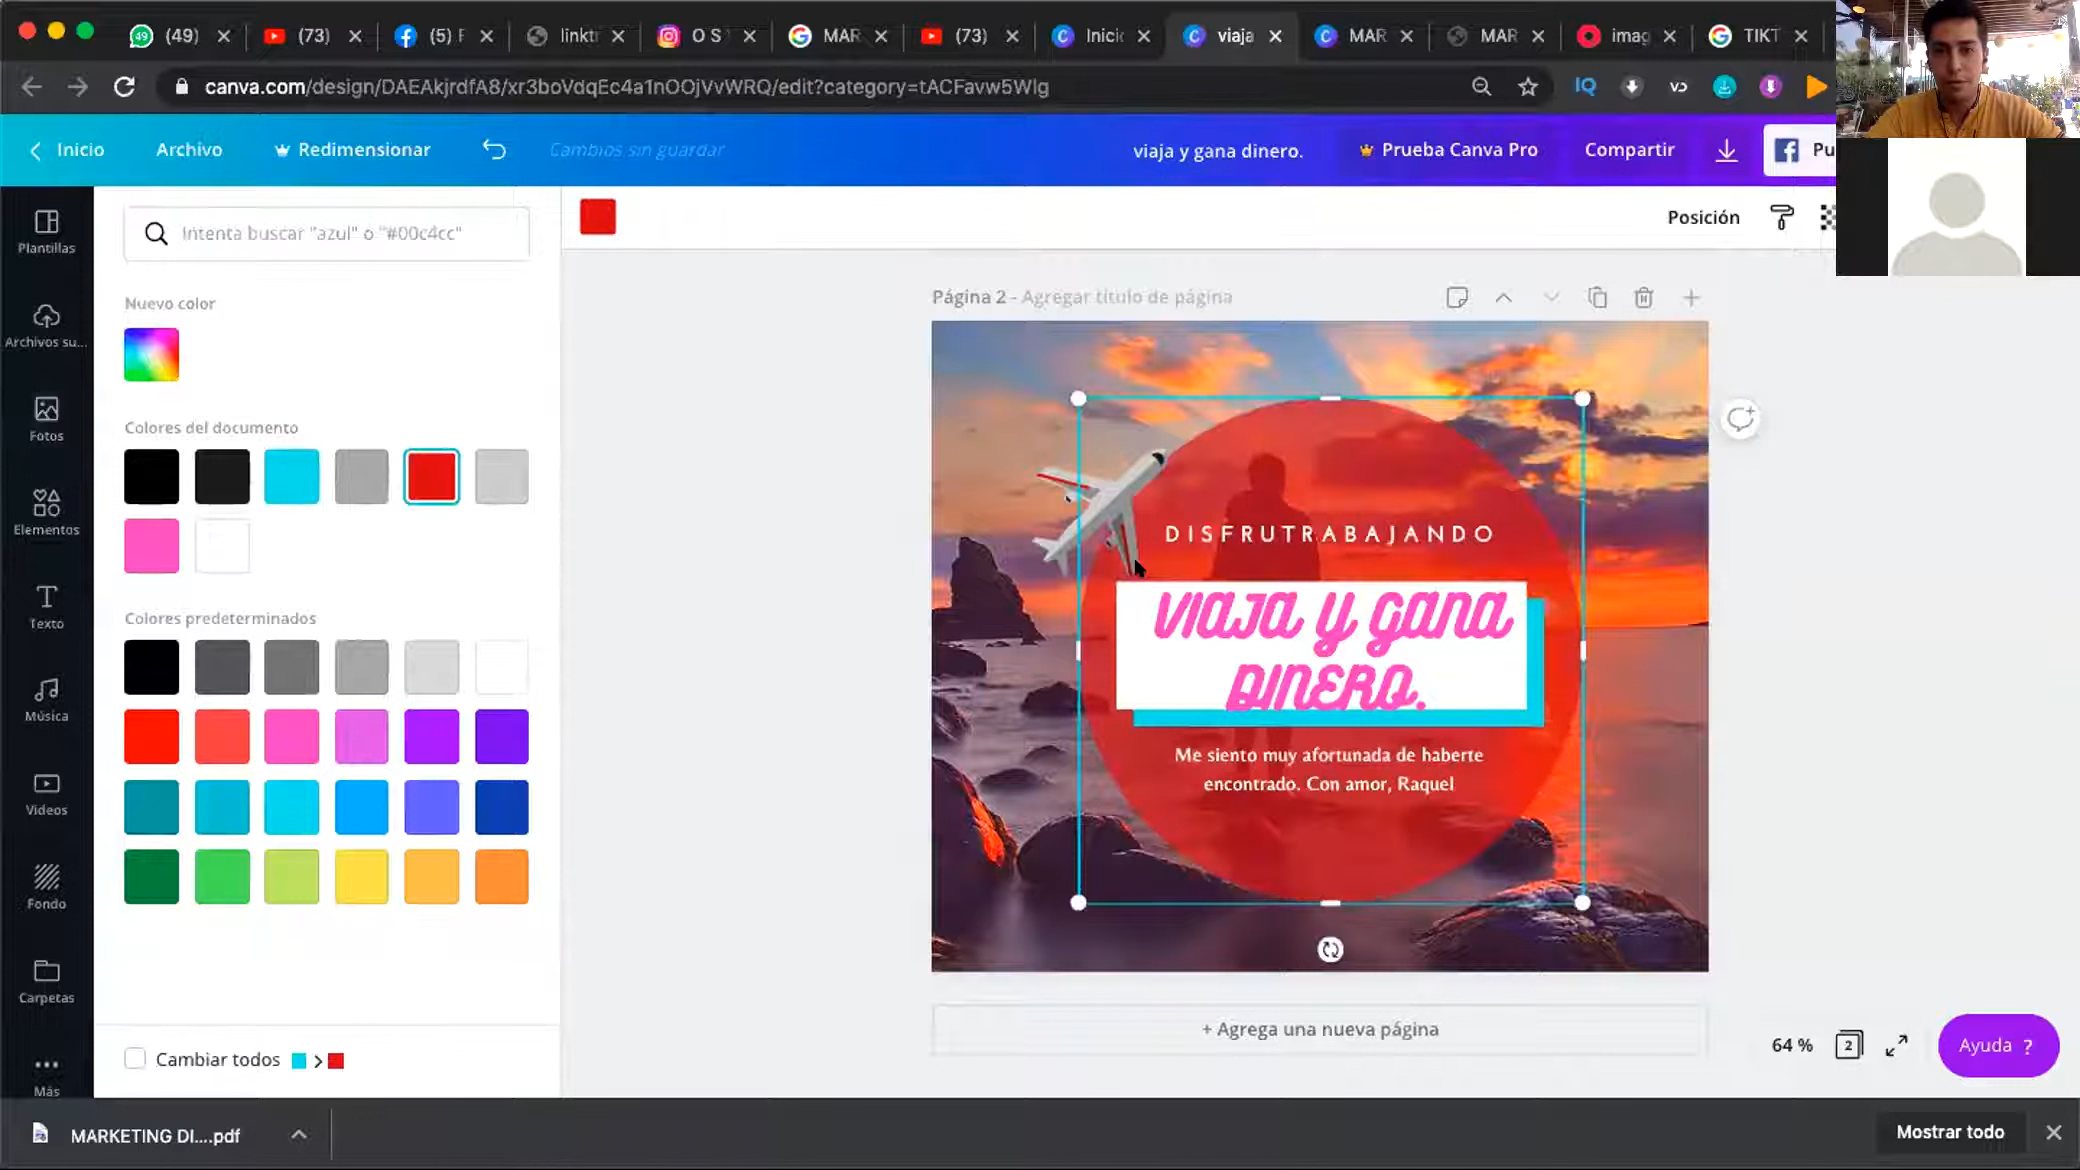 (49)
(73)
(5) F
linkt
O S
MAR
(73)
Inici
viaja
MAR
MAR
imag
TIKT
canva.com/design/DAEAkjrdfA8/xr3boVdqEc4a1nOOjVvWRQ/edit?category=tACFavw5WIg
IQ
Inicio
Archivo
Redimensionar
Cambios sin guardar
viaja y gana dinero.
Prueba Canva Pro
Compartir
Pu
Plantillas
Archivos su...
Fotos
Elementos
Texto
Música
Videos
Fondo
Carpetas
Más
Intenta buscar "azul" o "#00c4cc"
Nuevo color
Colores del documento
Colores predeterminados
Cambiar todos
Posición
Página 2 - Agregar título de página
DISFRUTRABAJANDO
VIAJA Y GANA
DINERO.
Me siento muy afortunada de haberte
encontrado. Con amor, Raquel
+ Agrega una nueva página
64 %
2
Ayuda ?
MARKETING DI....pdf
Mostrar todo